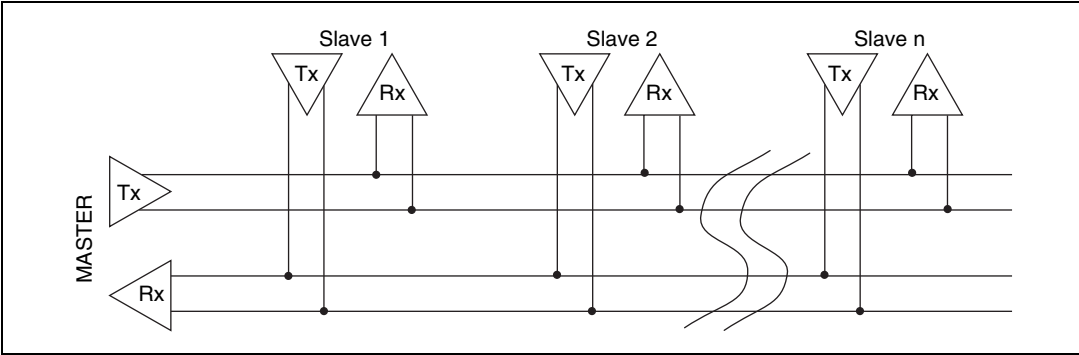 Slave 1
Slave 2
Slave n
Tx
Rx
Tx
Rx
Tx
Rx
MASTER
Tx
Rx